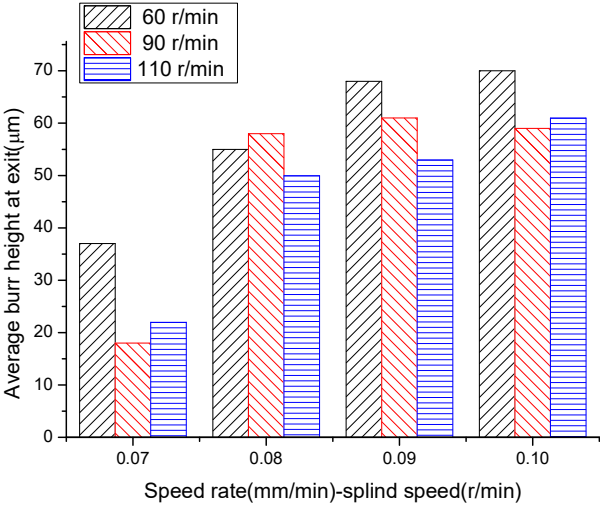 60 r/min
90 r/min
110 r/min
Average burr height at exit(μm)
70
60
50
40
30
20
10
0
0.07 0.08 0.09 0.10
Speed rate(mm/min)-splind speed(r/min)